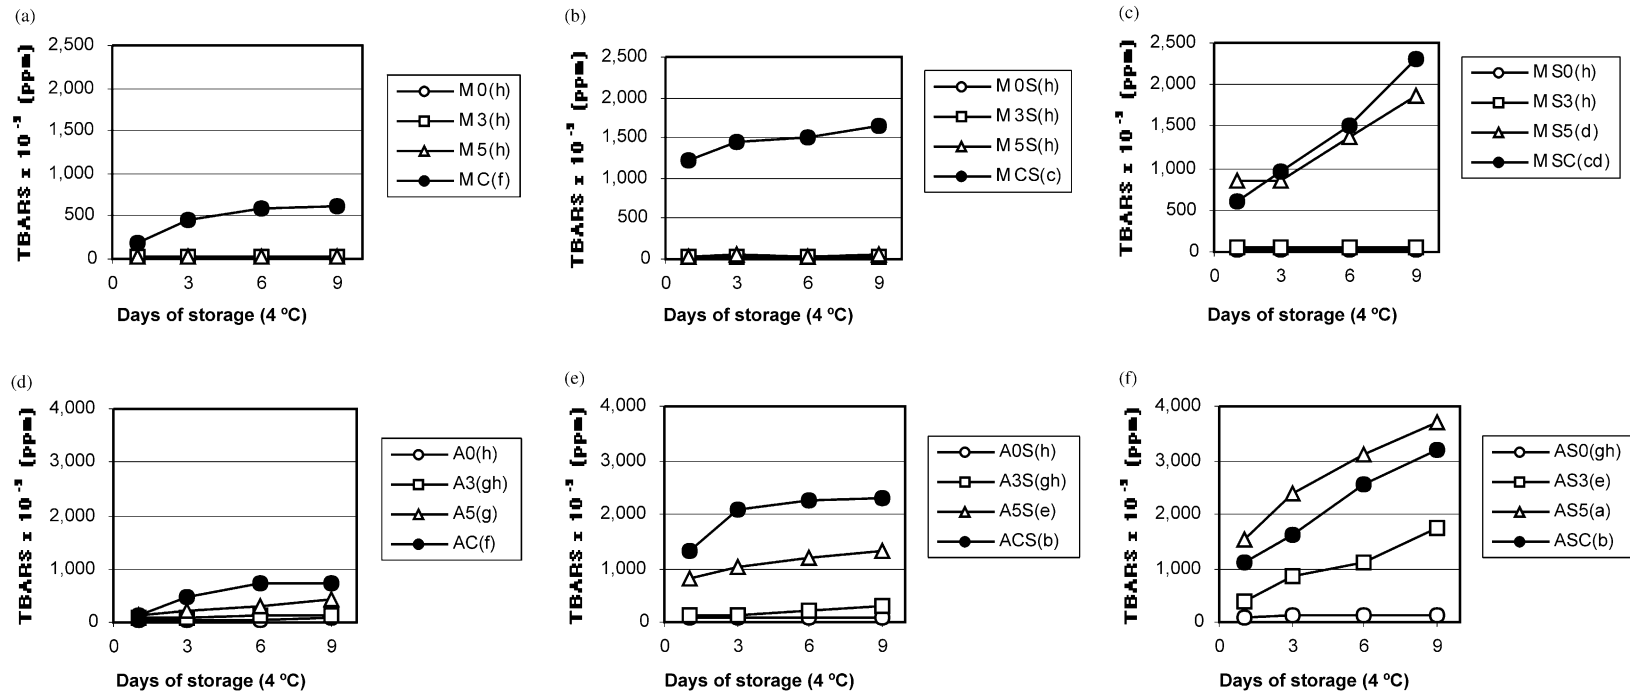 (a)
2,500
2,000
1,500
1,000
500
0
0 3 6 9
TBARS x 10⁻³ (ppm)
Days of storage (4 ºC)
M0(h)
M3(h)
M5(h)
MC(f)
(b)
2,500
2,000
1,500
1,000
500
0
0 3 6 9
TBARS x 10⁻³ (ppm)
Days of storage (4 ºC)
M0S(h)
M3S(h)
M5S(h)
MCS(c)
(c)
2,500
2,000
1,500
1,000
500
0
0 3 6 9
TBARS x 10⁻³ (ppm)
Days of storage (4 ºC)
MS0(h)
MS3(h)
MS5(d)
MSC(cd)
(d)
4,000
3,000
2,000
1,000
0
0 3 6 9
TBARS x 10⁻³ (ppm)
Days of storage (4 ºC)
A0(h)
A3(gh)
A5(g)
AC(f)
(e)
4,000
3,000
2,000
1,000
0
0 3 6 9
TBARS x 10⁻³ (ppm)
Days of storage (4 ºC)
A0S(h)
A3S(gh)
A5S(e)
ACS(b)
(f)
4,000
3,000
2,000
1,000
0
0 3 6 9
TBARS x 10⁻³ (ppm)
Days of storage (4 ºC)
AS0(gh)
AS3(e)
AS5(a)
ASC(b)